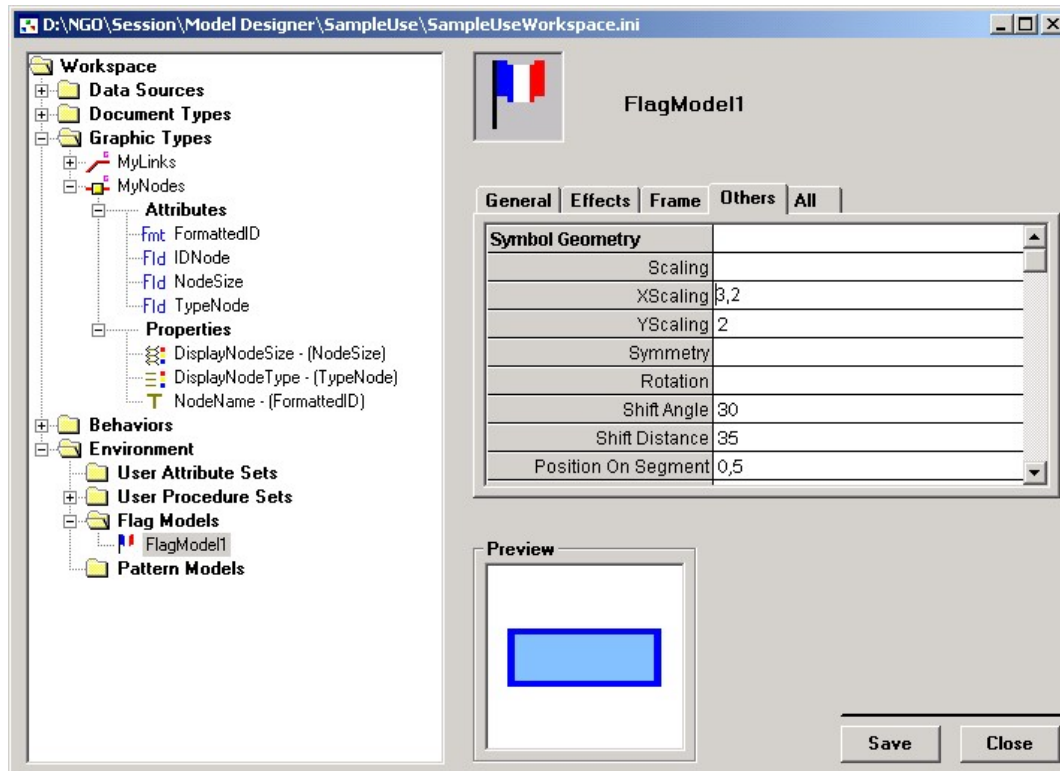 D:\NGO\Session\Model Designer\SampleUse\SampleUseWorkspace.ini
Workspace
Data Sources
Document Types
Graphic Types
MyLinks
MyNodes
Attributes
Fmt FormattedID
Fld IDNode
Fld NodeSize
Fld TypeNode
Properties
DisplayNodeSize - (NodeSize)
DisplayNodeType - (TypeNode)
T NodeName - (FormattedID)
Behaviors
Environment
User Attribute Sets
User Procedure Sets
Flag Models
FlagModel1
Pattern Models
FlagModel1
General Effects Frame Others All
Symbol Geometry
Scaling
XScaling 3,2
YScaling 2
Symmetry
Rotation
Shift Angle 30
Shift Distance 35
Position On Segment 0,5
Preview
Save Close